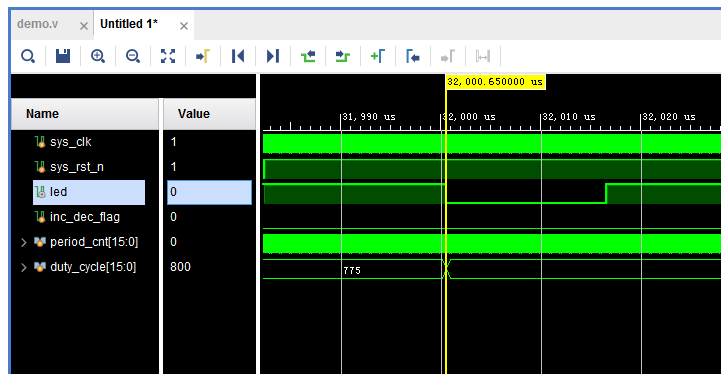 demo.v × Untitled 1* ×
32,000.650000 us
Name Value
31,990 us 32,000 us 32,010 us 32,020 us
sys_clk 1
sys_rst_n 1
led 0
inc_dec_flag 0
period_cnt[15:0] 0
duty_cycle[15:0] 800 775